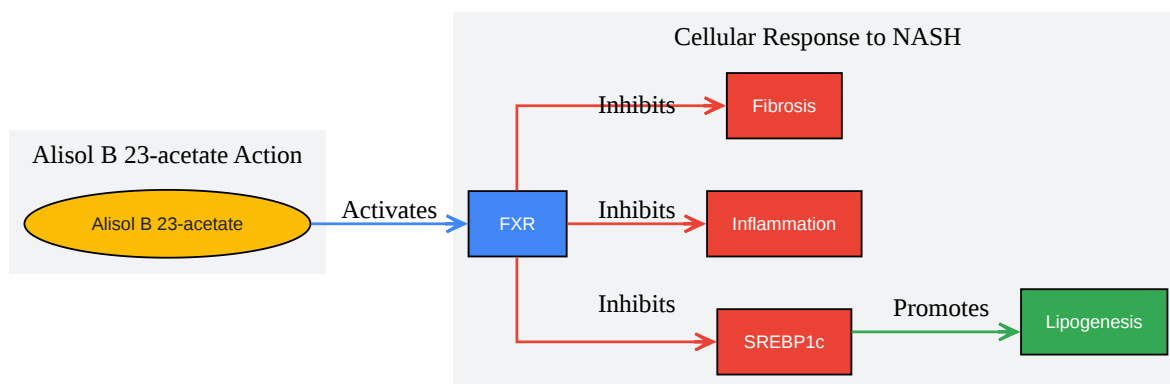 Cellular Response to NASH
Inhibits
Fibrosis
Alisol B 23-acetate Action
Alisol B 23-acetate
Activates
FXR
Inhibits
Inflammation
Inhibits
SREBP1c
Promotes
Lipogenesis